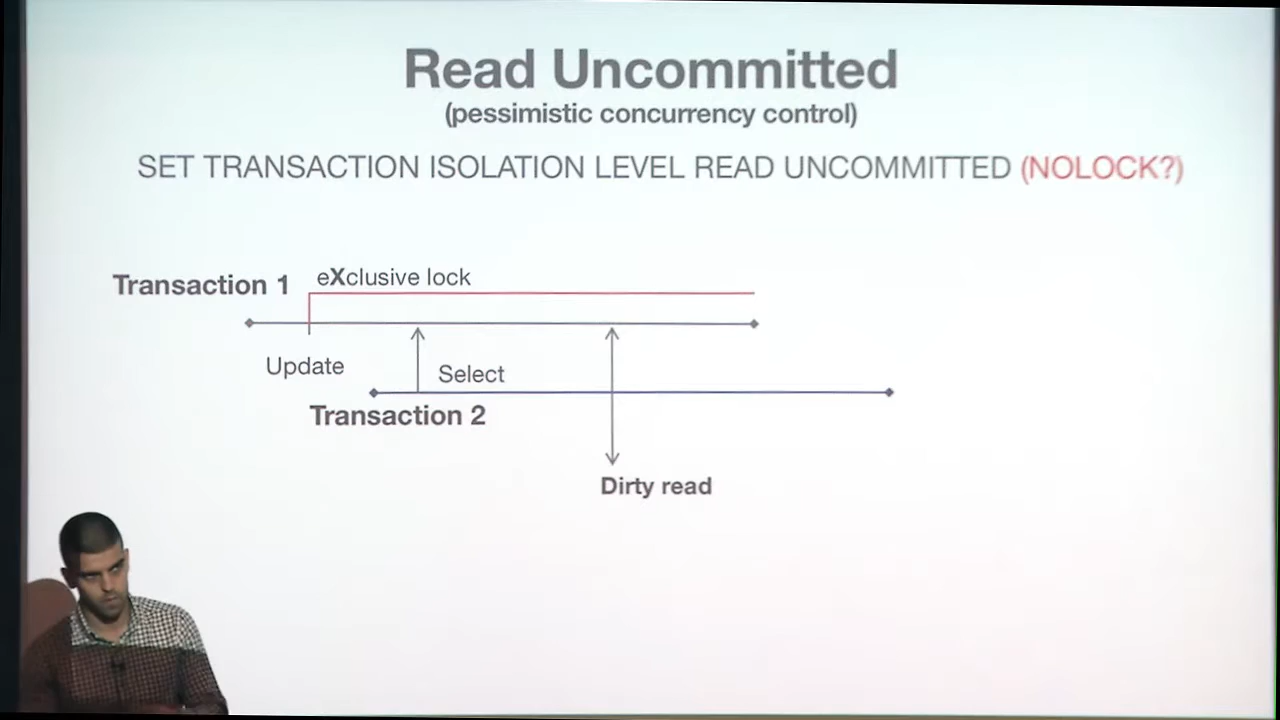 Read Uncommitted
(pessimistic concurrency control)
SET TRANSACTION ISOLATION LEVEL READ UNCOMMITTED (NOLOCK?)
Transaction 1
eXclusive lock
Update
Select
Transaction 2
Dirty read